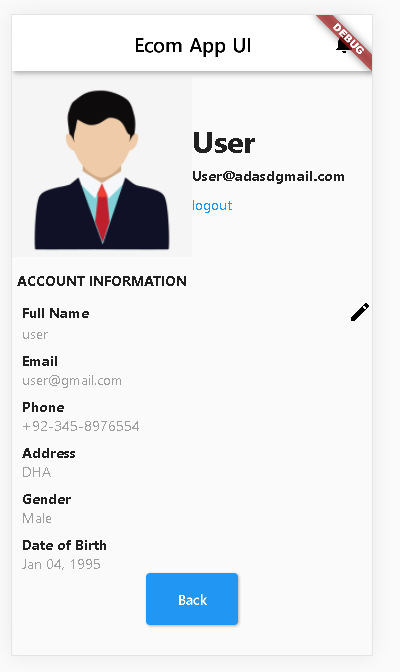 Ecom App UI
DEBUG
User
User@adasdgmail.com
logout
ACCOUNT INFORMATION
Full Name
user
Email
user@gmail.com
Phone
+92-345-8976554
Address
DHA
Gender
Male
Date of Birth
Jan 04, 1995
Back